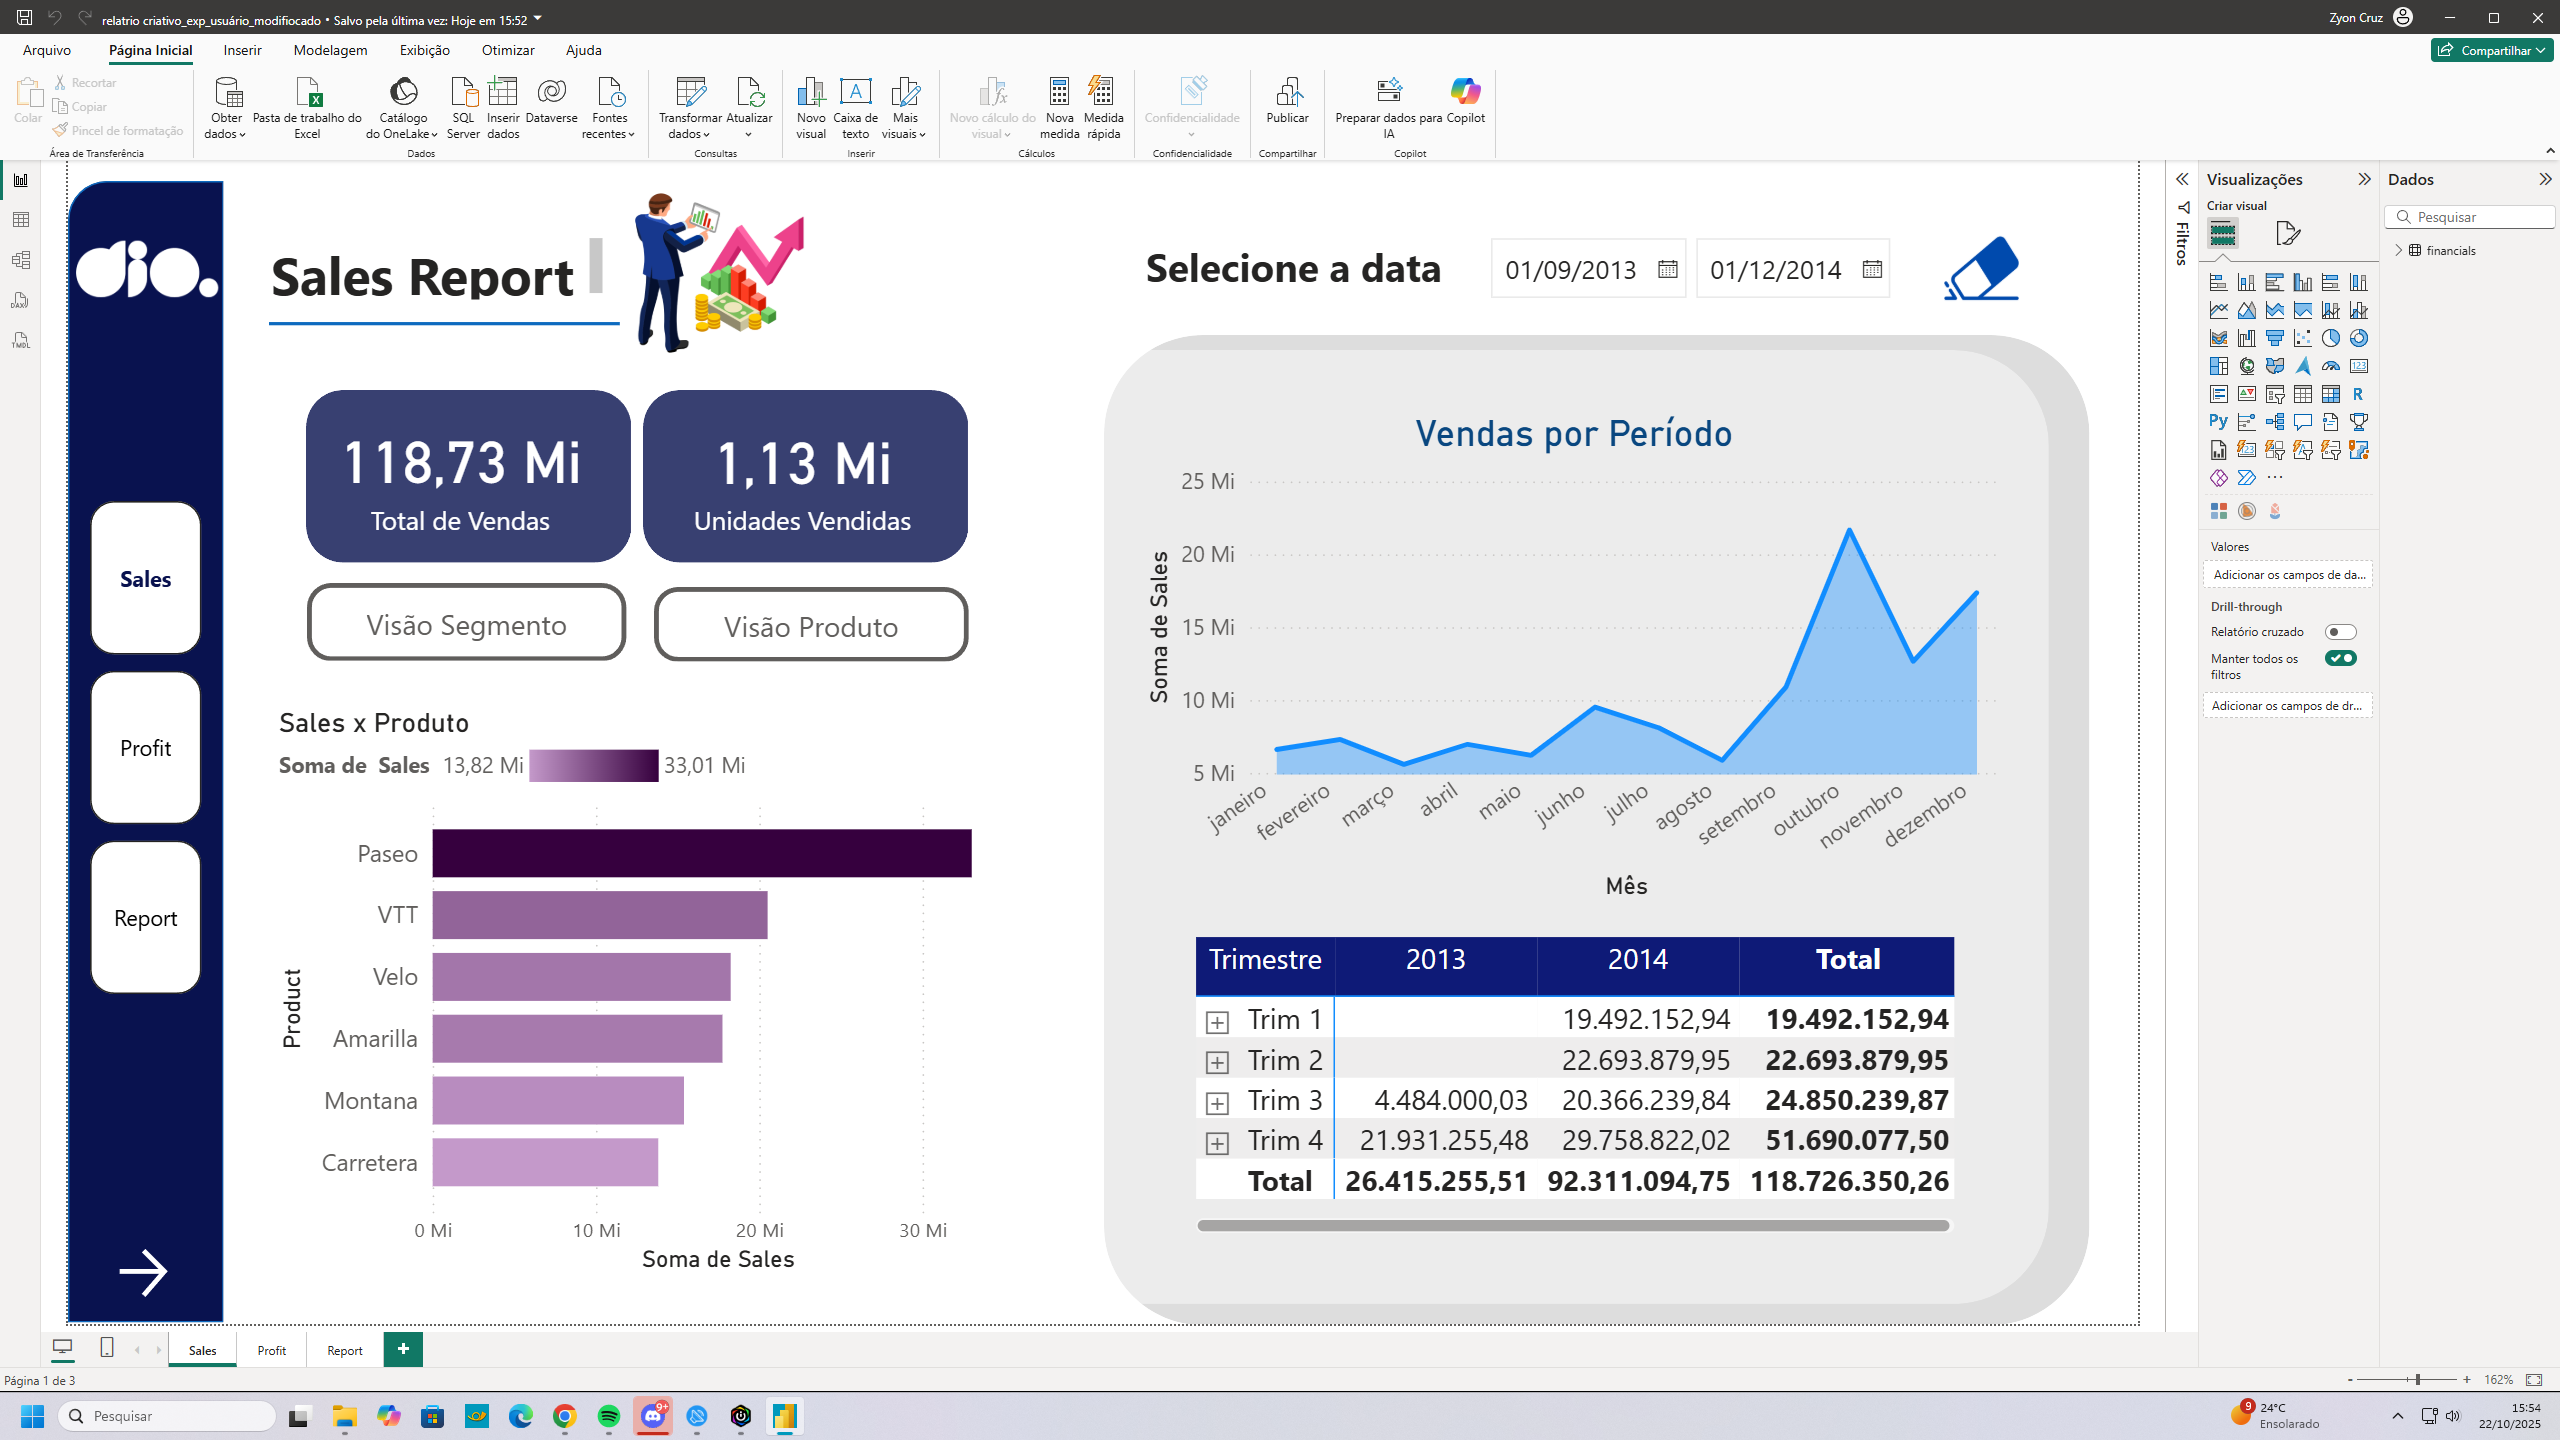 relatrio criativo_exp_usuário_modifiocado • Salvo pela última vez: Hoje em 15:52
Zyon Cruz
Arquivo
Página Inicial
Inserir
Modelagem
Exibição
Otimizar
Ajuda
Compartilhar
Colar
Recortar
Copiar
Pincel de formatação
Área de Transferência
Obter dados
Pasta de trabalho do Excel
Catálogo do OneLake
SQL Server
Inserir dados
Dataverse
Fontes recentes
Dados
Transformar dados
Atualizar
Consultas
Novo visual
Caixa de texto
Mais visuais
Inserir
Novo cálculo do visual
Nova medida
Medida rápida
Cálculos
Confidencialidade
Confidencialidade
Publicar
Compartilhar
Preparar dados para IA
Copilot
Copilot
DAX
TMDL
dio.
Sales
Profit
Report
Sales Report
Selecione a data
01/09/2013
01/12/2014
118,73 Mi
Total de Vendas
1,13 Mi
Unidades Vendidas
Visão Segmento
Visão Produto
Sales x Produto
Soma de Sales 13,82 Mi 33,01 Mi
Product
Paseo
VTT
Velo
Amarilla
Montana
Carretera
0 Mi 10 Mi 20 Mi 30 Mi
Soma de Sales
Vendas por Período
Soma de Sales
25 Mi
20 Mi
15 Mi
10 Mi
5 Mi
janeiro fevereiro março abril maio junho julho agosto setembro outubro novembro dezembro
Mês
Trimestre 2013 2014 Total
Trim 1 19.492.152,94 19.492.152,94
Trim 2 22.693.879,95 22.693.879,95
Trim 3 4.484.000,03 20.366.239,84 24.850.239,87
Trim 4 21.931.255,48 29.758.822,02 51.690.077,50
Total 26.415.255,51 92.311.094,75 118.726.350,26
Filtros
Visualizações
Criar visual
123
R
Py
Valores
Adicionar os campos de da...
Drill-through
Relatório cruzado
Manter todos os
filtros
Adicionar os campos de dr...
Dados
Pesquisar
financials
Sales
Profit
Report
+
Página 1 de 3
- + 162%
Pesquisar
9+
9
24°C
Ensolarado
15:54
22/10/2025